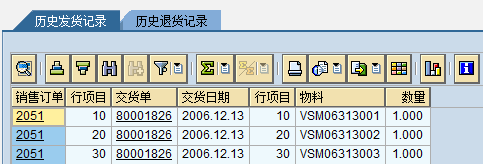 历史发货记录 历史退货记录
销售订单 行项目 交货单 交货日期 行项目 物料 数量
2051 10 80001826 2006.12.13 10 VSM06313001 1.000
2051 20 80001826 2006.12.13 20 VSM06313002 1.000
2051 30 80001826 2006.12.13 30 VSM06313003 1.000